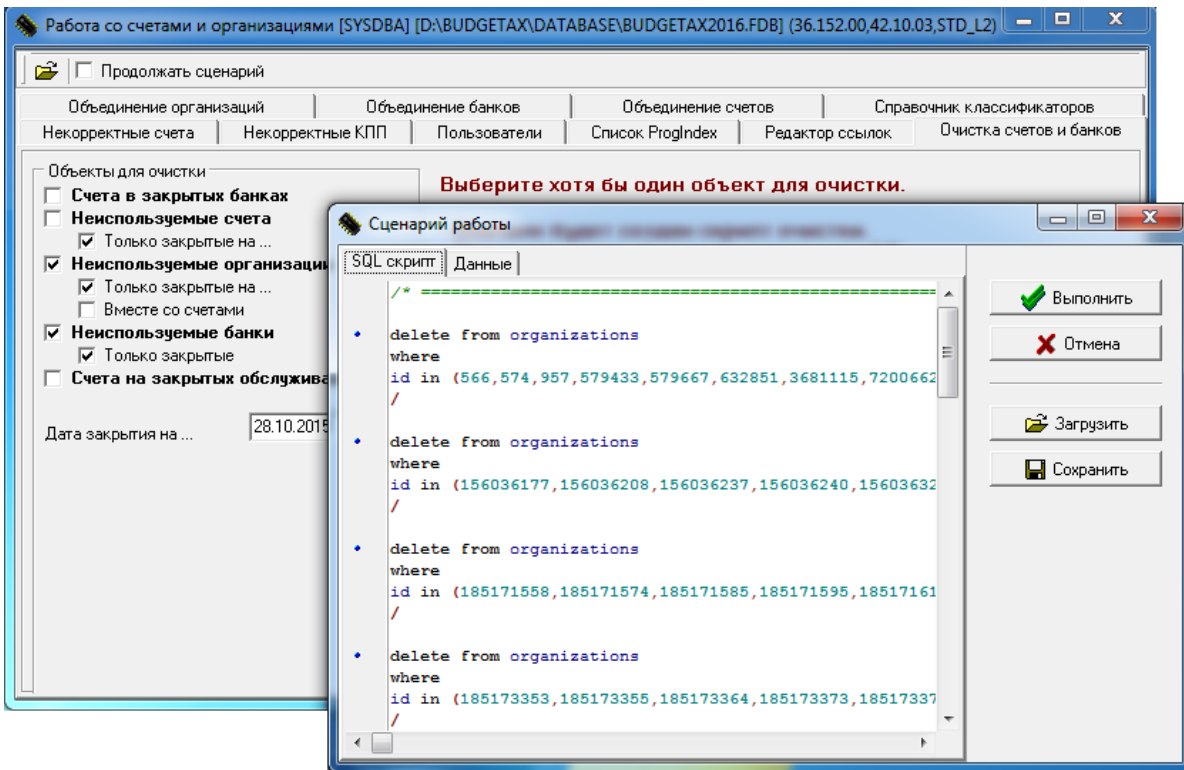 Работа со счетами и организациями [SYSDBA] [D:\BUDGETAX\DATABASE\BUDGETAX2016.FDB] (36.152.00,42.10.03,STD_L2)
Продолжать сценарий
Объединение организаций
Объединение банков
Объединение счетов
Справочник классификаторов
Некорректные счета
Некорректные КПП
Пользователи
Список ProgIndex
Редактор ссылок
Очистка счетов и банков
Объекты для очистки
Счета в закрытых банках
Неиспользуемые счета
Только закрытые на ...
Неиспользуемые организации
Только закрытые на ...
Вместе со счетами
Неиспользуемые банки
Только закрытые
Счета на закрытых обслужива
Дата закрытия на ...
28.10.2015
Выберите хотя бы один объект для очистки.
Сценарий работы
SQL скрипт
Данные
/* ====================================================
delete from organizations
where
id in (566,574,957,579433,579667,632851,3681115,7200662
/
delete from organizations
where
id in (156036177,156036208,156036237,156036240,15603632
/
delete from organizations
where
id in (185171558,185171574,185171585,185171595,18517161
/
delete from organizations
where
id in (185173353,185173355,185173364,185173373,18517337
/
Выполнить
Отмена
Загрузить
Сохранить